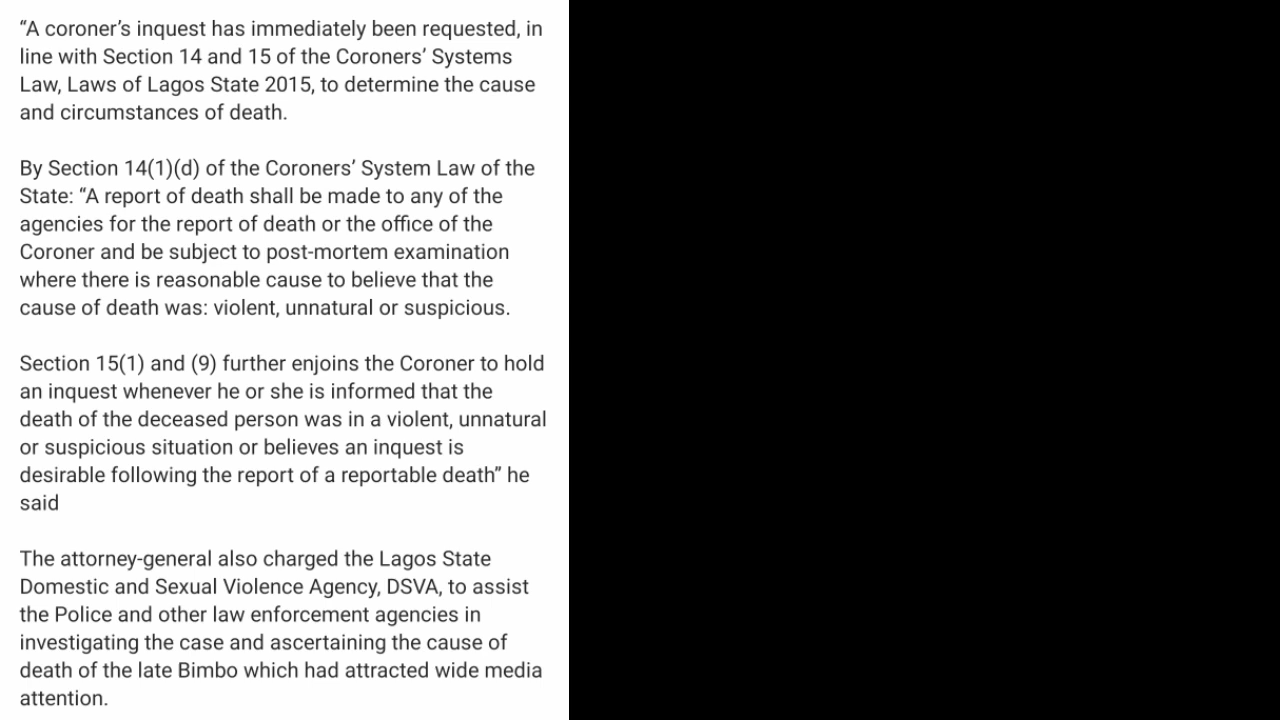 “A coroner’s inquest has immediately been requested, in
line with Section 14 and 15 of the Coroners’ Systems
Law, Laws of Lagos State 2015, to determine the cause
and circumstances of death.
By Section 14(1)(d) of the Coroners’ System Law of the
State: “A report of death shall be made to any of the
agencies for the report of death or the office of the
Coroner and be subject to post-mortem examination
where there is reasonable cause to believe that the
cause of death was: violent, unnatural or suspicious.
Section 15(1) and (9) further enjoins the Coroner to hold
an inquest whenever he or she is informed that the
death of the deceased person was in a violent, unnatural
or suspicious situation or believes an inquest is
desirable following the report of a reportable death” he
said
The attorney-general also charged the Lagos State
Domestic and Sexual Violence Agency, DSVA, to assist
the Police and other law enforcement agencies in
investigating the case and ascertaining the cause of
death of the late Bimbo which had attracted wide media
attention.